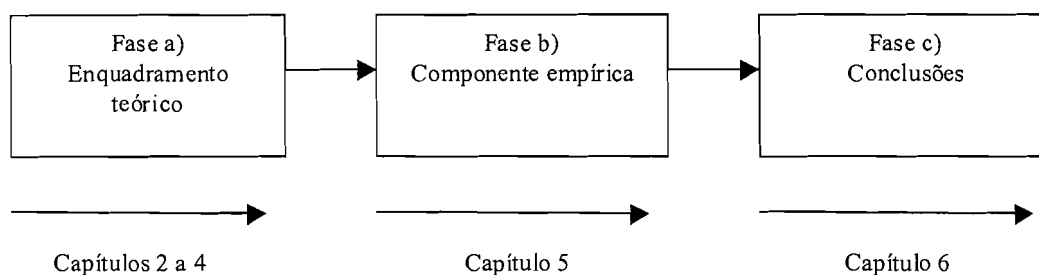 Fase a)
Enquadramento
teórico
Fase b)
Componente empírica
Fase c)
Conclusões
Capítulos 2 a 4
Capítulo 5
Capítulo 6